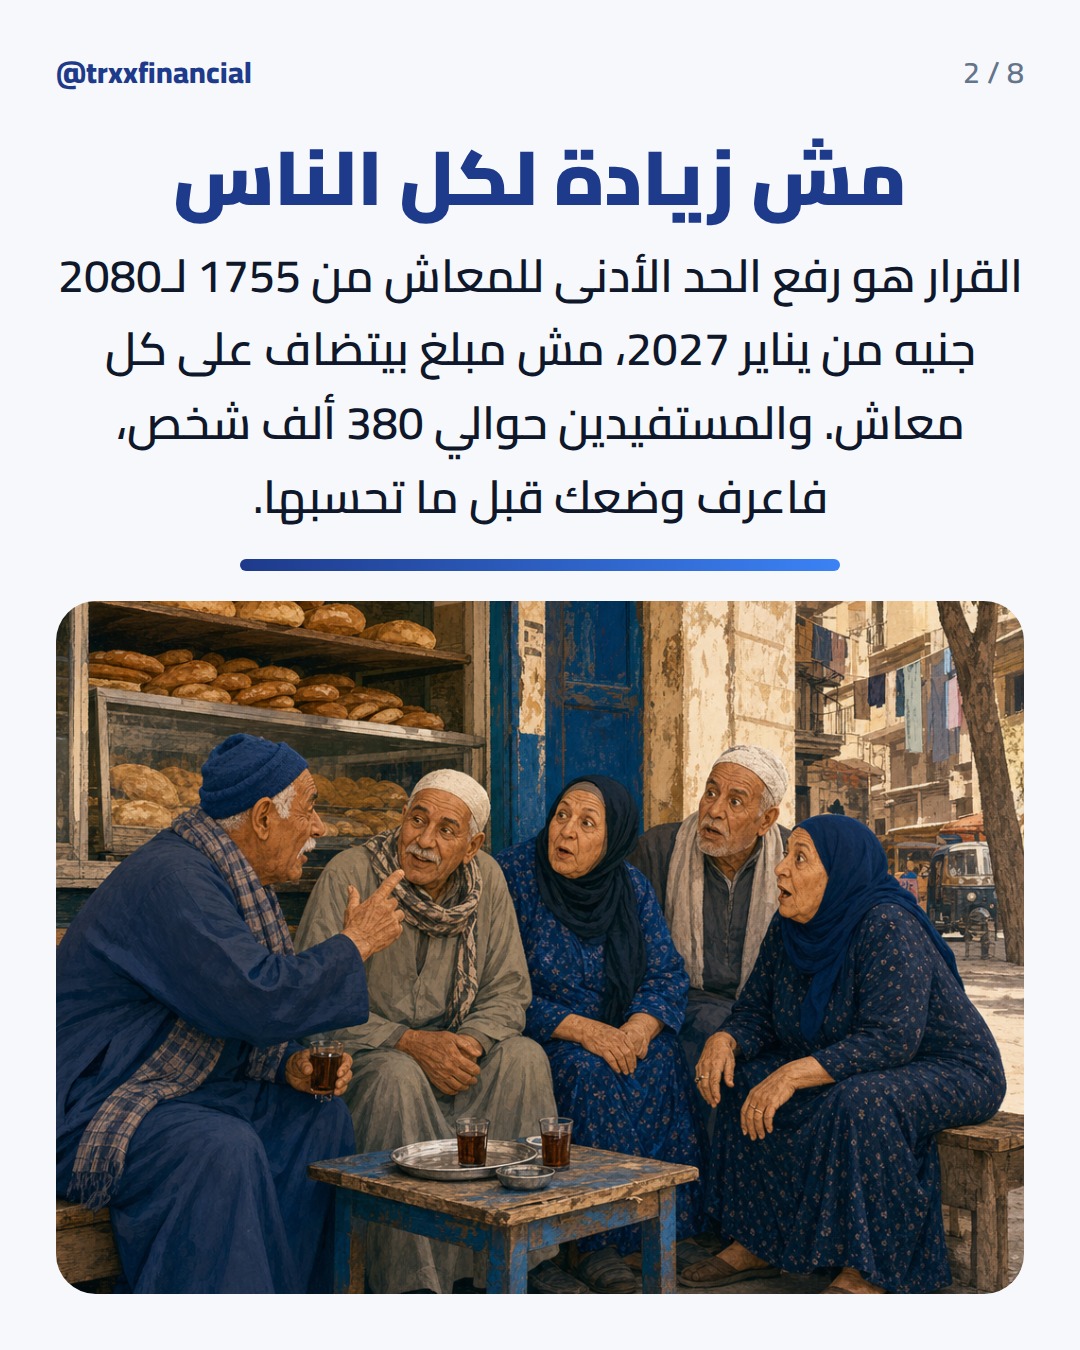 @trxxfinancial
2 / 8
مش زيادة لكل الناس
القرار هو رفع الحد الأدنى للمعاش من 1755 لـ2080
جنيه من يناير 2027، مش مبلغ بيتضاف على كل
معاش. والمستفيدين حوالي 380 ألف شخص،
فاعرف وضعك قبل ما تحسبها.